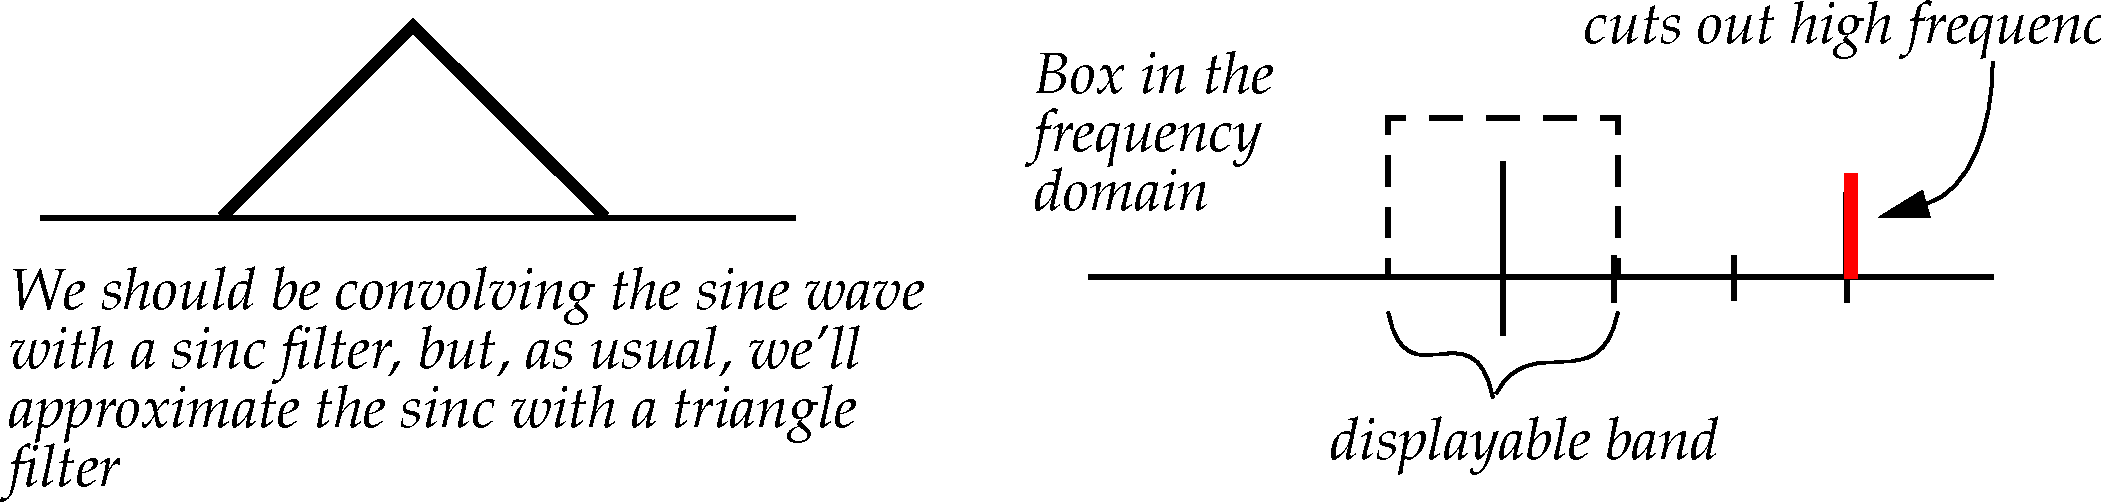 We should be convolving the sine wave
with a sinc filter, but, as usual, we'll
approximate the sinc with a triangle
filter
Box in the
frequency
domain
cuts out high frequenc
displayable band